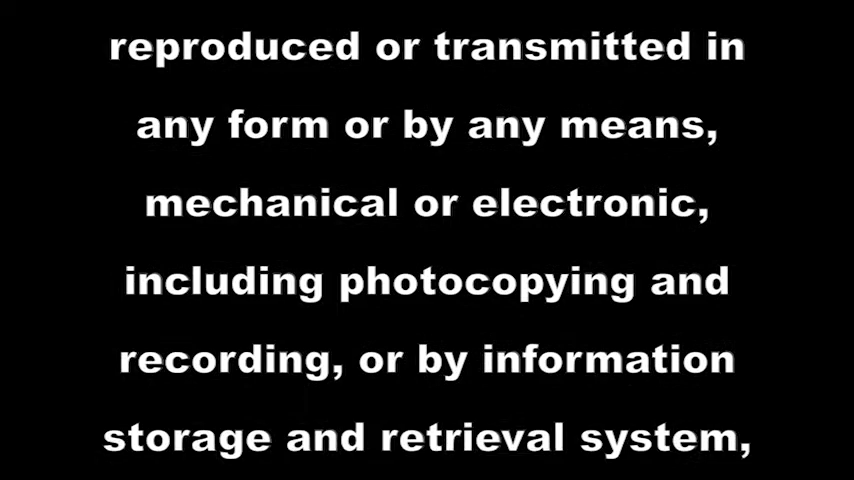 reproduced or transmitted in
any form or by any means,
mechanical or electronic,
including photocopying and
recording, or by information
storage and retrieval system,